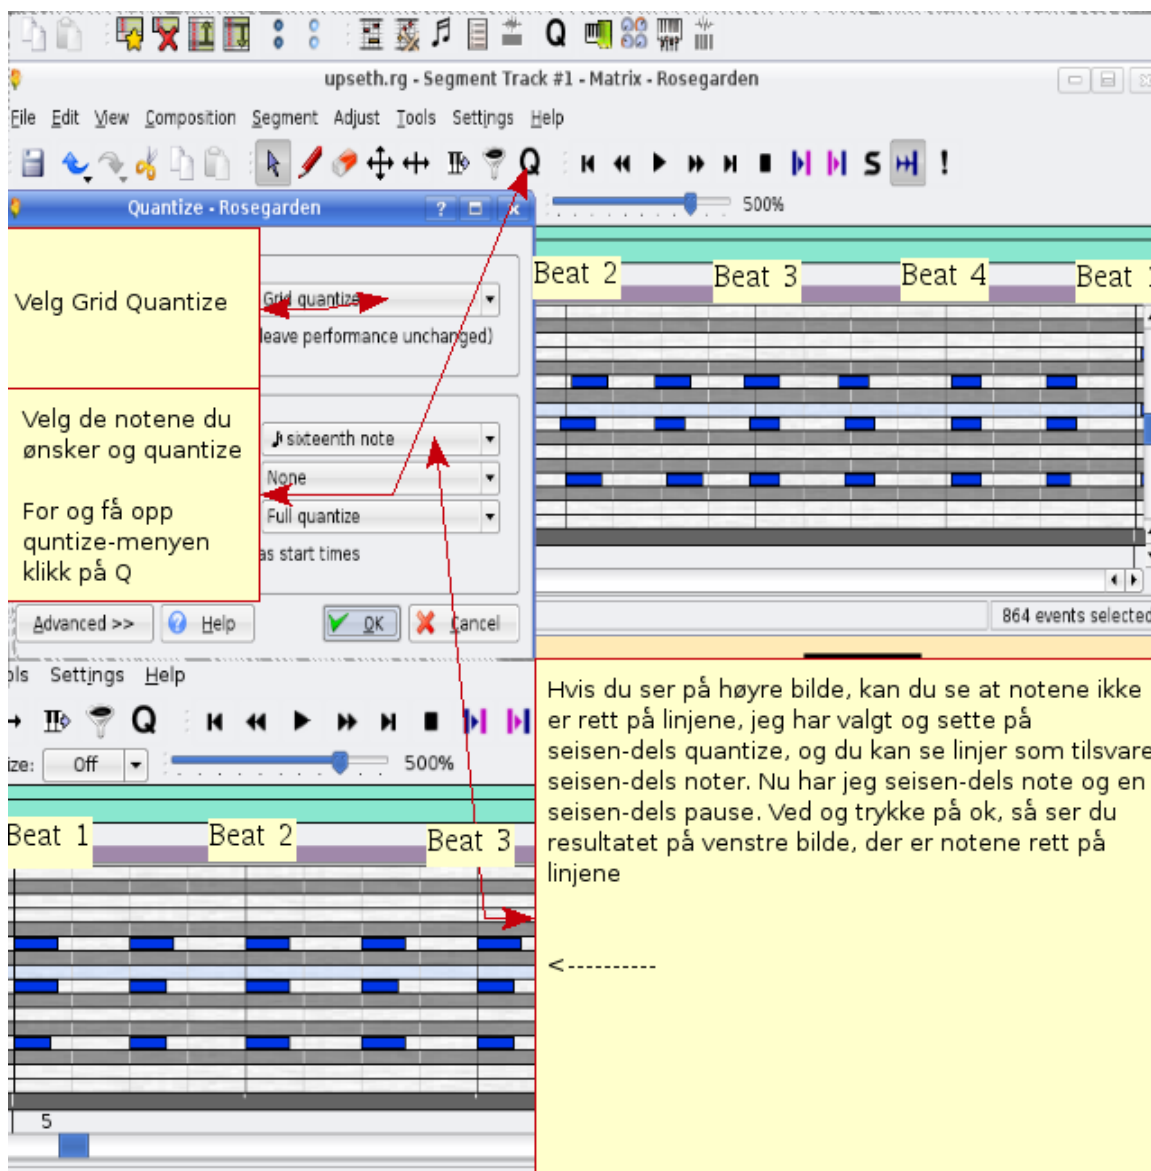 Q
upseth.rg - Segment Track #1 - Matrix - Rosegarden
File Edit View Composition Segment Adjust Tools Settings Help
Q S !
Quantize - Rosegarden ?
500%
Velg Grid Quantize
Grid quantize
leave performance unchanged)
Velg de notene du
ønsker og quantize
For og få opp
quntize-menyen
klikk på Q
sixteenth note
None
Full quantize
as start times
Advanced >> Help OK Cancel
Beat 2 Beat 3 Beat 4 Beat 1
864 events selected
ols Settings Help
Q
ize: Off 500%
Beat 1 Beat 2 Beat 3
5
Hvis du ser på høyre bilde, kan du se at notene ikke
er rett på linjene, jeg har valgt og sette på
seisen-dels quantize, og du kan se linjer som tilsvare
seisen-dels noter. Nu har jeg seisen-dels note og en
seisen-dels pause. Ved og trykke på ok, så ser du
resultatet på venstre bilde, der er notene rett på
linjene
<----------